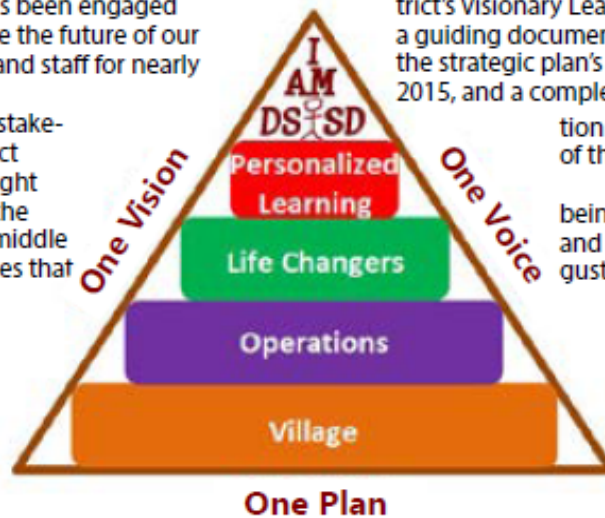 s been engaged
e the future of our
and staff for nearly
stake-
ct
ght
the
middle
es that
I
AM
DS SD
Personalized
Learning
Life Changers
Operations
Village
One Vision
One Voice
One Plan
trict's Visionary Lea
a guiding documen
the strategic plan's
2015, and a comple
tion
of th
bein
and
gust